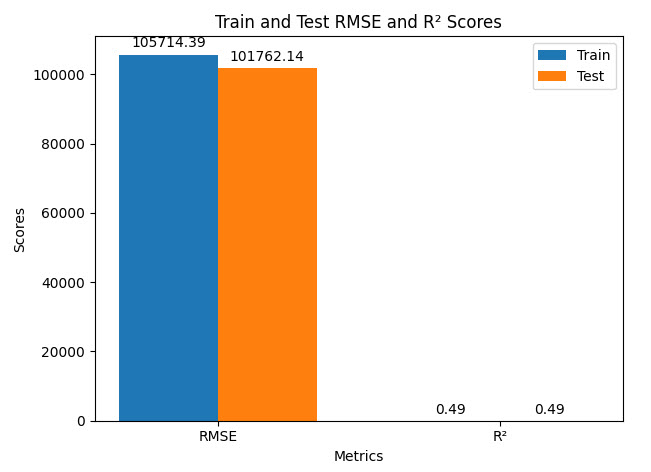 Train and Test RMSE and R² Scores
105714.39
101762.14
Train
Test
100000
80000
60000
40000
20000
0
Scores
0.49
0.49
RMSE
R²
Metrics